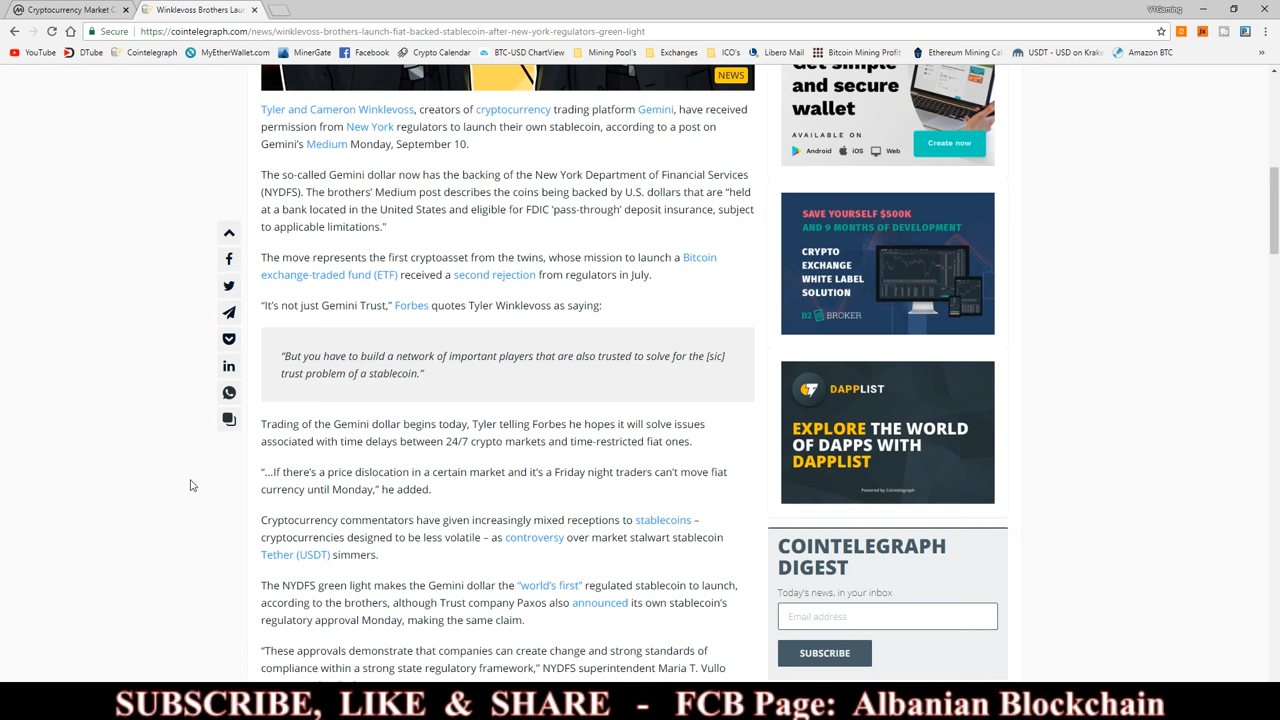 Cryptocurrency Market C
Winklevoss Brothers Lau
V1Gaming
Secure
https://cointelegraph.com/news/winklevoss-brothers-launch-fiat-backed-stablecoin-after-new-york-regulators-green-light
YouTube
DTube
Cointelegraph
MyEtherWallet.com
MinerGate
Facebook
Crypto Calendar
BTC-USD ChartView
Mining Pool's
Exchanges
ICO's
Libero Mail
Bitcoin Mining Profit
Ethereum Mining Ca
USDT - USD on Krak
Amazon BTC
NEWS
Tyler and Cameron Winklevoss, creators of cryptocurrency trading platform Gemini, have received
permission from New York regulators to launch their own stablecoin, according to a post on
Gemini's Medium Monday, September 10.
The so-called Gemini dollar now has the backing of the New York Department of Financial Services
(NYDFS). The brothers' Medium post describes the coins being backed by U.S. dollars that are "held
at a bank located in the United States and eligible for FDIC 'pass-through' deposit insurance, subject
to applicable limitations."
The move represents the first cryptoasset from the twins, whose mission to launch a Bitcoin
exchange-traded fund (ETF) received a second rejection from regulators in July.
"It's not just Gemini Trust," Forbes quotes Tyler Winklevoss as saying:
"But you have to build a network of important players that are also trusted to solve for the [sic]
trust problem of a stablecoin."
Trading of the Gemini dollar begins today, Tyler telling Forbes he hopes it will solve issues
associated with time delays between 24/7 crypto markets and time-restricted fiat ones.
"...If there's a price dislocation in a certain market and it's a Friday night traders can't move fiat
currency until Monday," he added.
Cryptocurrency commentators have given increasingly mixed receptions to stablecoins –
cryptocurrencies designed to be less volatile – as controversy over market stalwart stablecoin
Tether (USDT) simmers.
The NYDFS green light makes the Gemini dollar the "world's first" regulated stablecoin to launch,
according to the brothers, although Trust company Paxos also announced its own stablecoin's
regulatory approval Monday, making the same claim.
"These approvals demonstrate that companies can create change and strong standards of
compliance within a strong state regulatory framework," NYDFS superintendent Maria T. Vullo
Get simple
and secure
wallet
AVAILABLE ON
Android
iOS
Web
Create now
SAVE YOURSELF $500K
AND 9 MONTHS OF DEVELOPMENT
CRYPTO
EXCHANGE
WHITE LABEL
SOLUTION
B2 BROKER
DAPPLIST
EXPLORE THE WORLD
OF DAPPS WITH
DAPPLIST
Powered by Cointelegraph
COINTELEGRAPH
DIGEST
Today's news, in your inbox
Email address
SUBSCRIBE
SUBSCRIBE, LIKE & SHARE - FCB Page: Albanian Blockchain